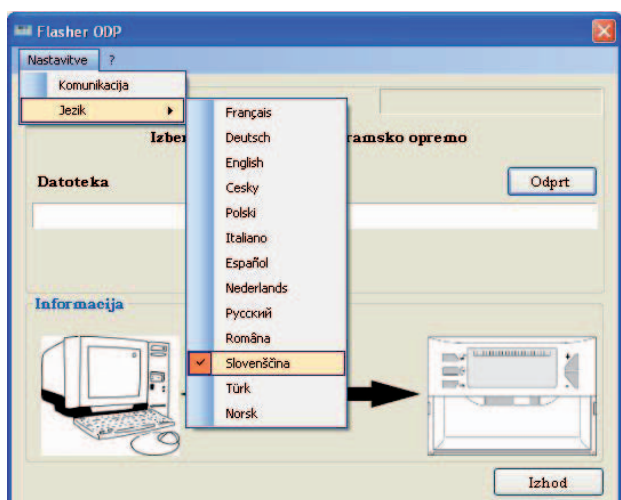 Flasher ODP
Nastavitve ?
Komunikacija
Jezik
Français
Izber
Deutsch
ramsko opremo
English
Datoteka
Cesky
Odprt
Polski
Italiano
Español
Nederlands
Русский
Informacija
Româna
Slovenščina
Türk
Norsk
Izhod